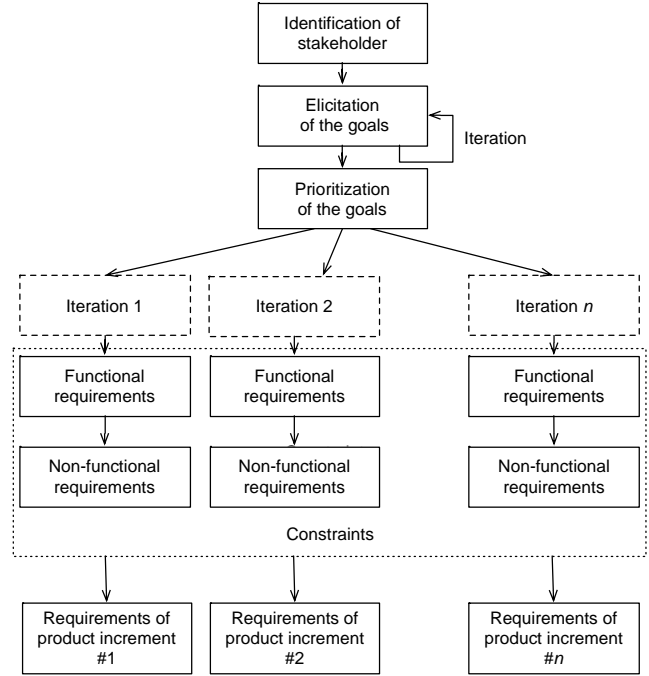 Identification of
stakeholder
Elicitation
of the goals
Iteration
Prioritization
of the goals
Iteration 1
Iteration 2
Iteration n
Functional
requirements
Functional
requirements
Functional
requirements
Non-functional
requirements
Non-functional
requirements
Non-functional
requirements
Constraints
Requirements of
product increment
#1
Requirements of
product increment
#2
Requirements of
product increment
#n